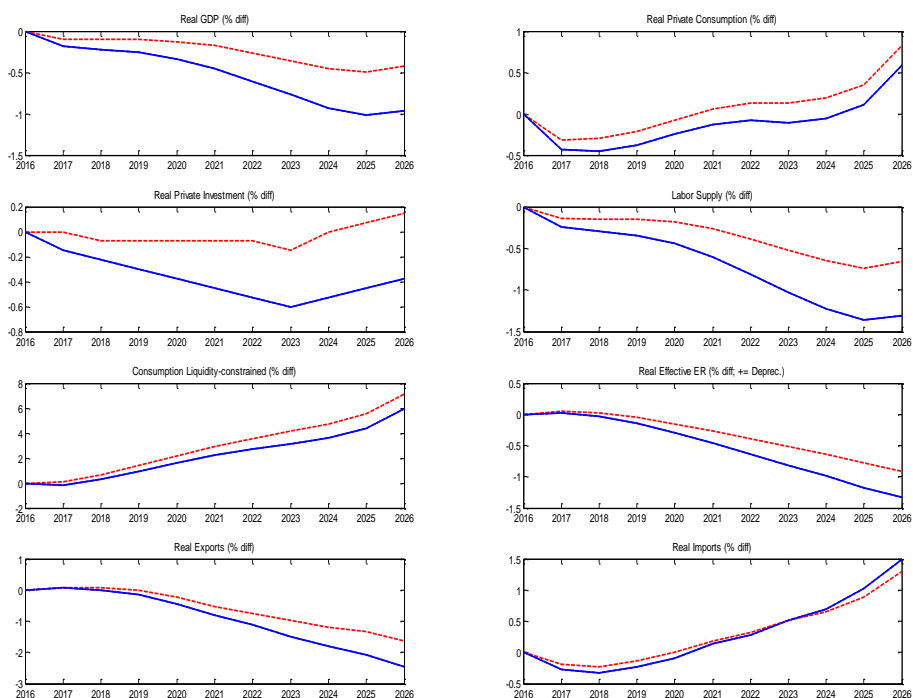 Real GDP (% diff)
0
-0.5
-1
-1.5
2016 2017 2018 2019 2020 2021 2022 2023 2024 2025 2026
Real Private Consumption (% diff)
1
0.5
0
-0.5
2016 2017 2018 2019 2020 2021 2022 2023 2024 2025 2026
Real Private Investment (% diff)
0.2
0
-0.2
-0.4
-0.6
-0.8
2016 2017 2018 2019 2020 2021 2022 2023 2024 2025 2026
Labor Supply (% diff)
0
-0.5
-1
-1.5
2016 2017 2018 2019 2020 2021 2022 2023 2024 2025 2026
Consumption Liquidity-constrained (% diff)
8
6
4
2
0
-2
2016 2017 2018 2019 2020 2021 2022 2023 2024 2025 2026
Real Effective ER (% diff; += Deprec.)
0.5
0
-0.5
-1
-1.5
2016 2017 2018 2019 2020 2021 2022 2023 2024 2025 2026
Real Exports (% diff)
1
0
-1
-2
-3
2016 2017 2018 2019 2020 2021 2022 2023 2024 2025 2026
Real Imports (% diff)
1.5
1
0.5
0
-0.5
2016 2017 2018 2019 2020 2021 2022 2023 2024 2025 2026